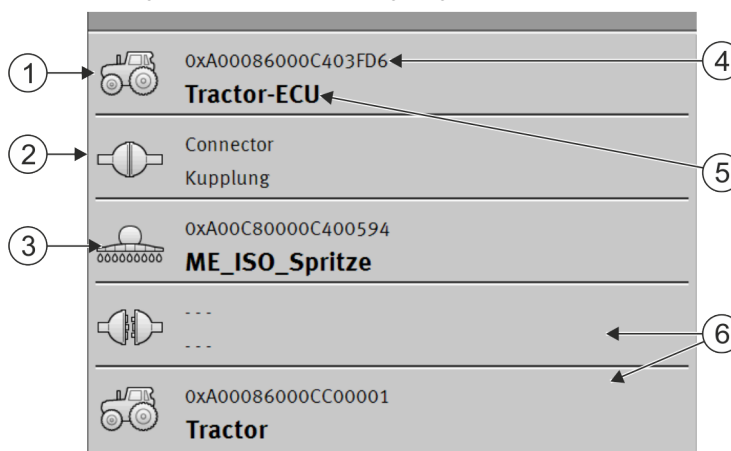 0xA00086000C403FD6
Tractor-ECU
Connector
Kupplung
0xA00C80000C400594
ME_ISO_Spritze
- - -
- - -
0xA00086000CC00001
Tractor
1
2
3
4
5
6